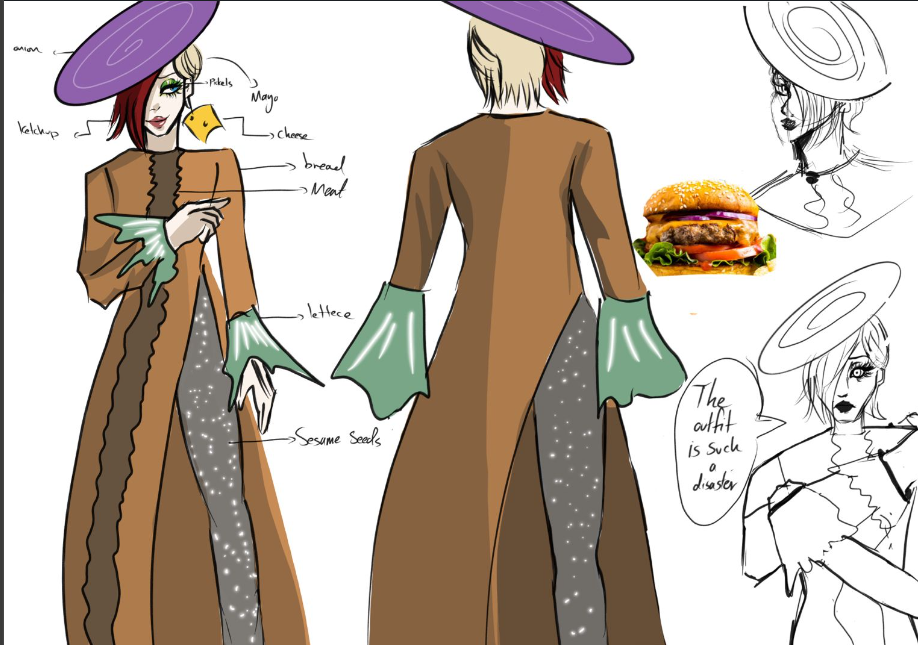 onion
Pickels
Mayo
ketchup
cheese
bread
Meat
lettece
Sesame Seeds
The
outfit
is such
a
disaster